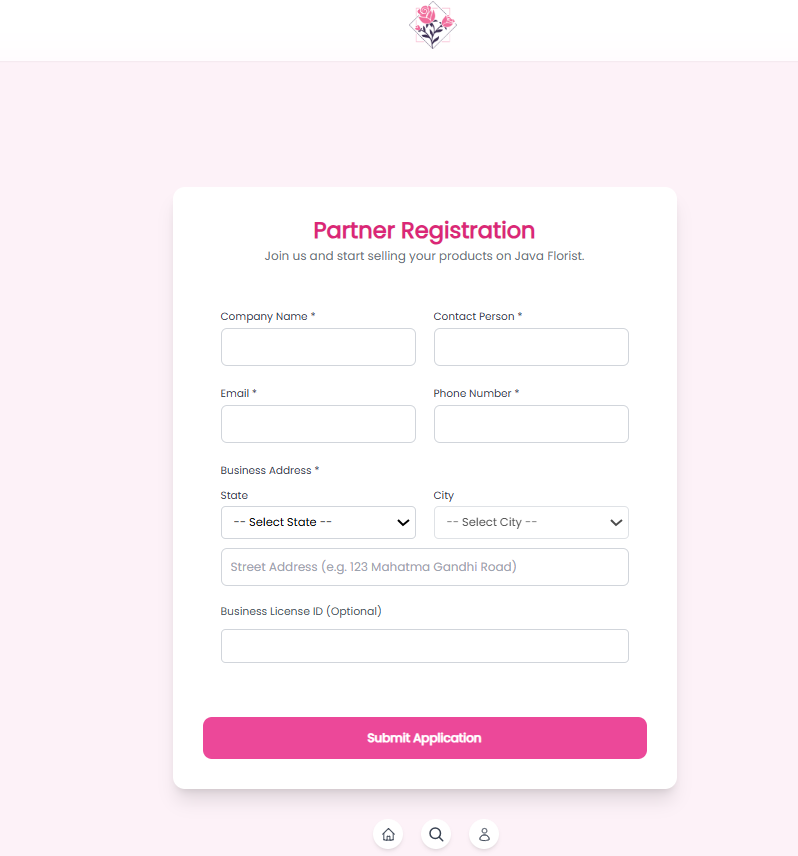 Partner Registration
Join us and start selling your products on Java Florist.
Company Name *
Contact Person *
Email *
Phone Number *
Business Address *
State
City
-- Select State --
-- Select City --
Street Address (e.g. 123 Mahatma Gandhi Road)
Business License ID (Optional)
Submit Application